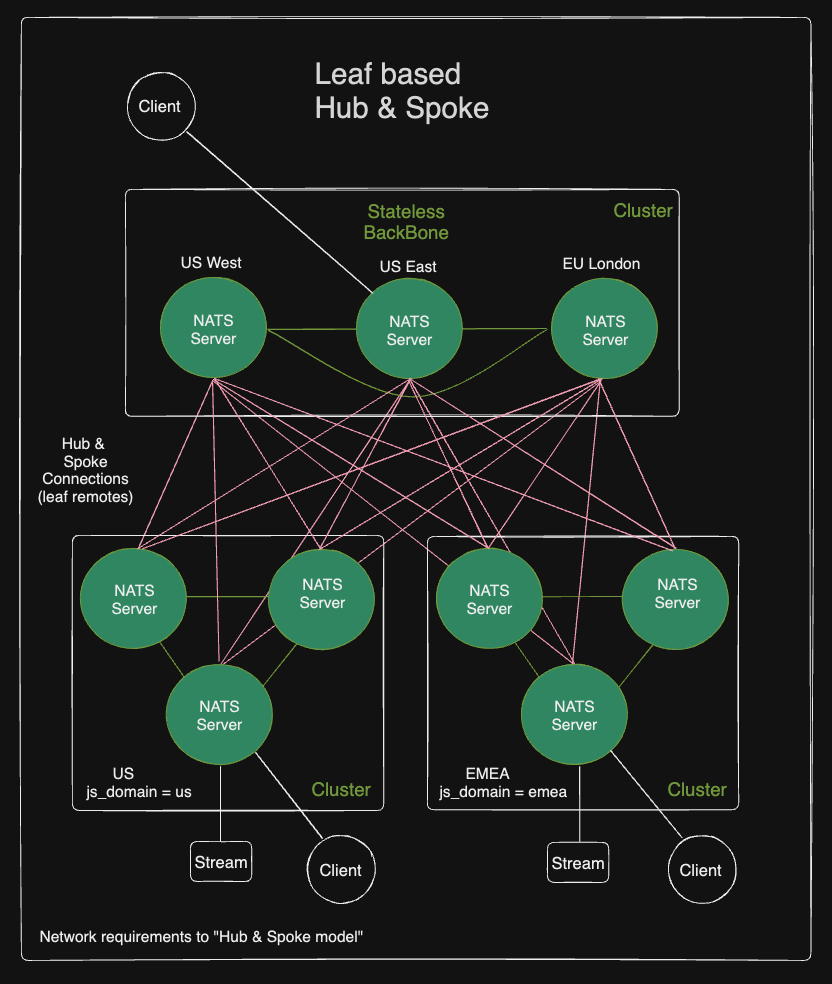 Leaf based
Hub & Spoke
Client
Stateless
BackBone
Cluster
US West
US East
EU London
NATS
Server
NATS
Server
NATS
Server
Hub &
Spoke
Connections
(leaf remotes)
NATS
Server
NATS
Server
NATS
Server
US
js_domain = us
Cluster
NATS
Server
NATS
Server
NATS
Server
EMEA
js_domain = emea
Cluster
Stream
Client
Stream
Client
Network requirements to "Hub & Spoke model"